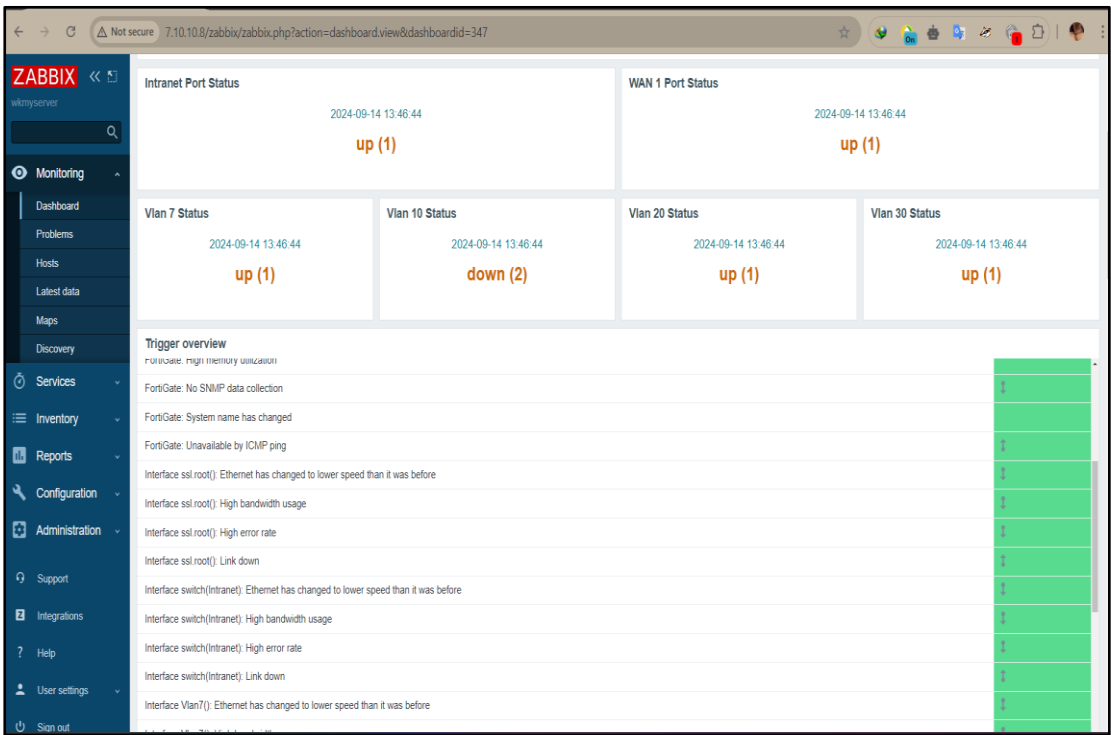 Not secure 7.10.10.8/zabbix/zabbix.php?action=dashboard.view&dashboardid=347
On
1
ZABBIX
wkmyserver
Monitoring
Dashboard
Problems
Hosts
Latest data
Maps
Discovery
Services
Inventory
Reports
Configuration
Administration
Support
Z Integrations
? Help
User settings
Sign out
Intranet Port Status
2024-09-14 13:46:44
up (1)
WAN 1 Port Status
2024-09-14 13:46:44
up (1)
Vlan 7 Status
2024-09-14 13:46:44
up (1)
Vlan 10 Status
2024-09-14 13:46:44
down (2)
Vlan 20 Status
2024-09-14 13:46:44
up (1)
Vlan 30 Status
2024-09-14 13:46:44
up (1)
Trigger overview
FortiGate: High memory utilization
FortiGate: No SNMP data collection
FortiGate: System name has changed
FortiGate: Unavailable by ICMP ping
Interface ssl.root(): Ethernet has changed to lower speed than it was before
Interface ssl.root(): High bandwidth usage
Interface ssl.root(): High error rate
Interface ssl.root(): Link down
Interface switch(Intranet): Ethernet has changed to lower speed than it was before
Interface switch(Intranet): High bandwidth usage
Interface switch(Intranet): High error rate
Interface switch(Intranet): Link down
Interface Vlan7(): Ethernet has changed to lower speed than it was before